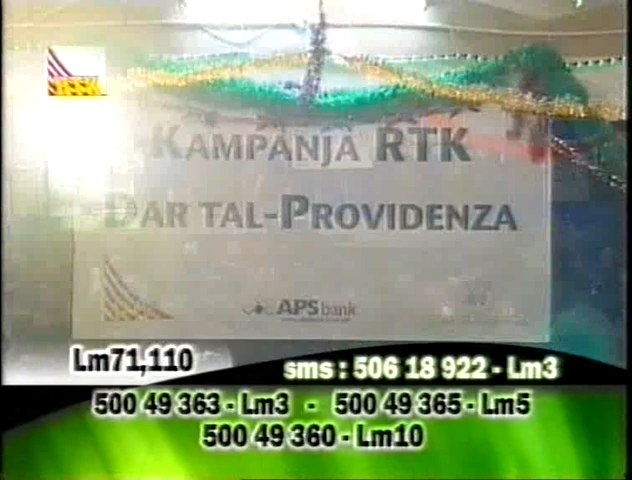 KAMPANJA RTK
DAR TAL-PROVIDENZA
APS bank
Lm71,110
sms : 506 18 922 - Lm3
500 49 363 - Lm3 - 500 49 365 - Lm5
500 49 360 - Lm10